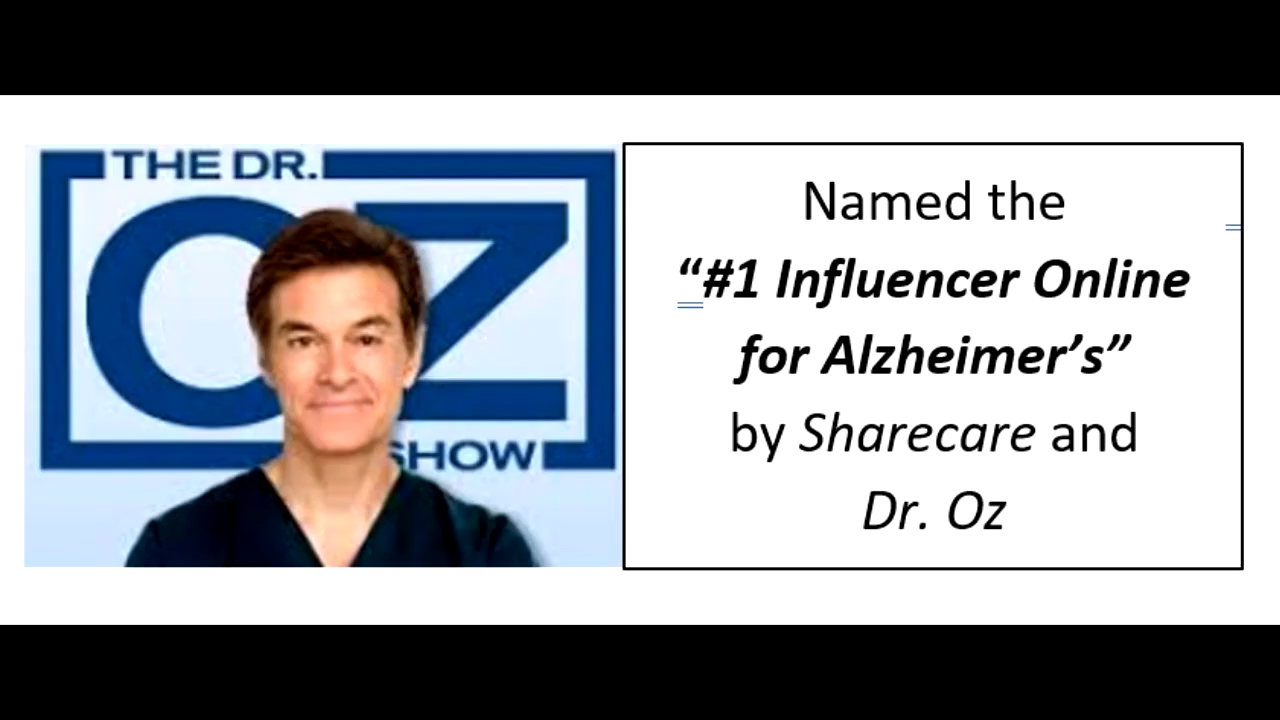 THE DR.
OZ
SHOW
Named the
“#1 Influencer Online
for Alzheimer’s”
by Sharecare and
Dr. Oz